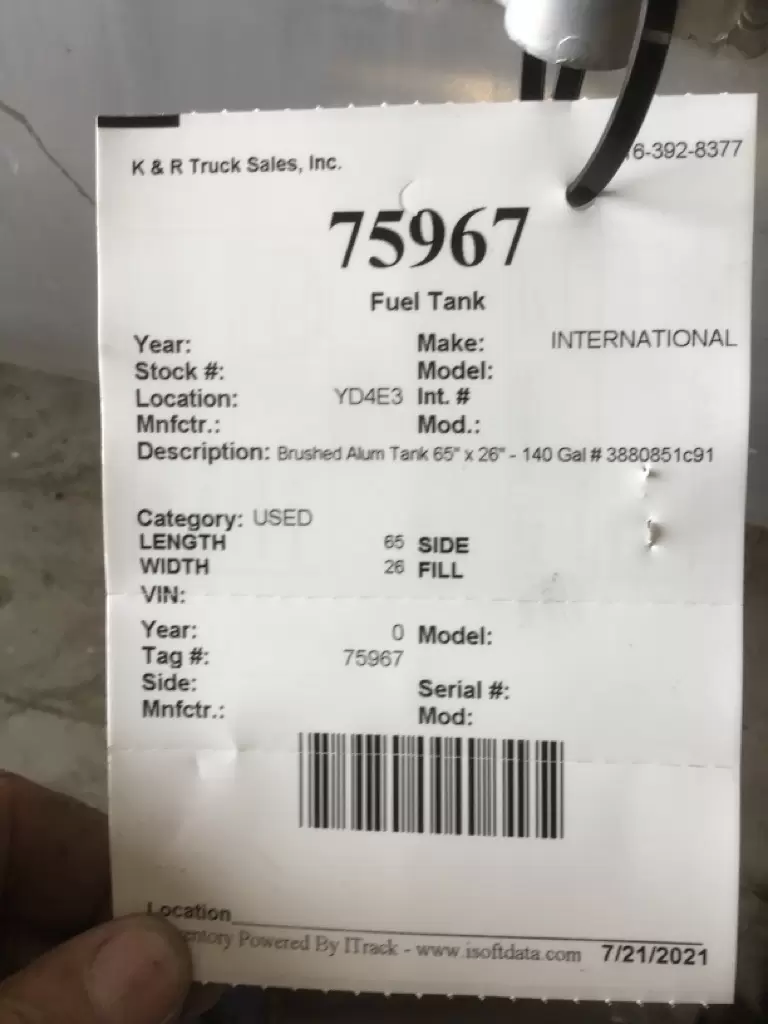 K & R Truck Sales, Inc. 6-392-8377
75967
Fuel Tank
Year: Make: INTERNATIONAL
Stock #: Model:
Location: YD4E3 Int. #
Mnfctr.: Mod.:
Description: Brushed Alum Tank 65" x 26" - 140 Gal # 3880851c91
Category: USED
LENGTH 65 SIDE
WIDTH 26 FILL
VIN:
Year: 0 Model:
Tag #: 75967
Side: Serial #:
Mnfctr.: Mod:
Location
entory Powered By ITrack - www.isoftdata.com 7/21/2021